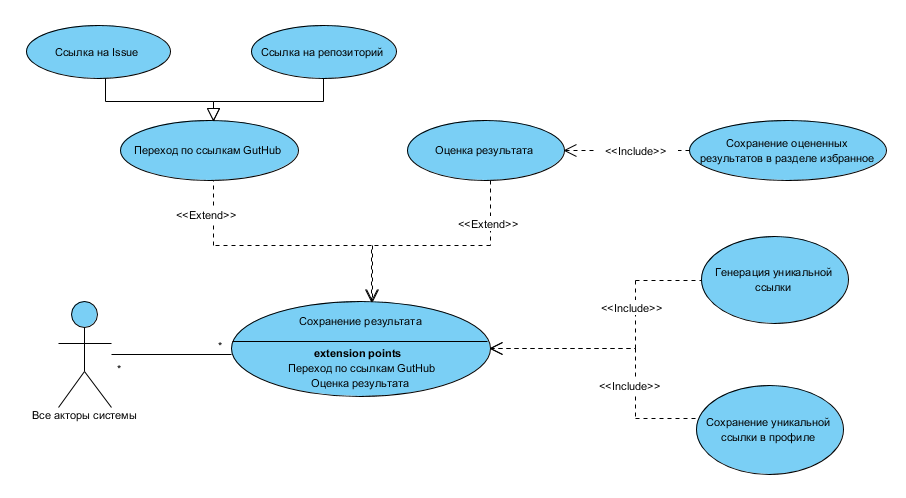 Ссылка на Issue
Ссылка на репозиторий
Переход по ссылкам GutHub
Оценка результата
<<Include>>
Сохранение оцененных
результатов в разделе избранное
<<Extend>>
<<Extend>>
Генерация уникальной
ссылки
<<Include>>
Сохранение результата
*
extension points
Переход по ссылкам GutHub
Оценка результата
*
<<Include>>
Все акторы системы
Сохранение уникальной
ссылки в профиле